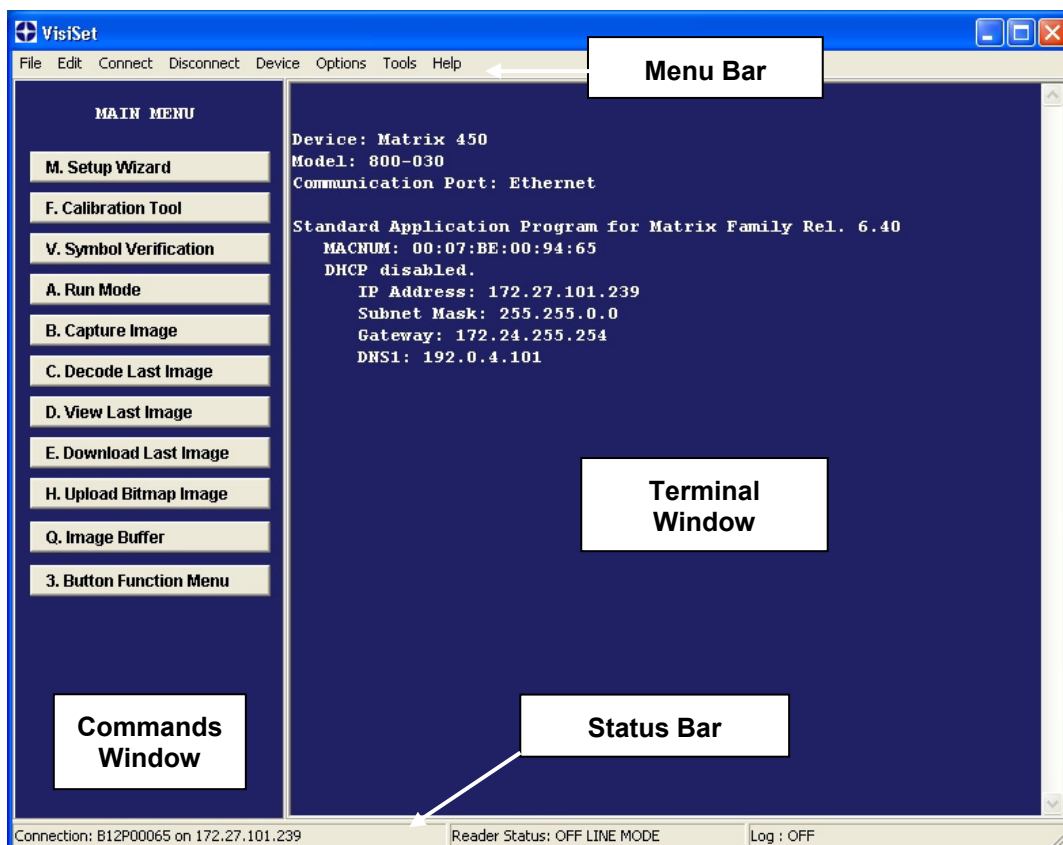 VisiSet
File Edit Connect Disconnect Device Options Tools Help
Menu Bar
MAIN MENU
M. Setup Wizard
F. Calibration Tool
V. Symbol Verification
A. Run Mode
B. Capture Image
C. Decode Last Image
D. View Last Image
E. Download Last Image
H. Upload Bitmap Image
Q. Image Buffer
3. Button Function Menu
Commands
Window
Device: Matrix 450
Model: 800-030
Communication Port: Ethernet
Standard Application Program for Matrix Family Rel. 6.40
MACNUM: 00:07:BE:00:94:65
DHCP disabled.
IP Address: 172.27.101.239
Subnet Mask: 255.255.0.0
Gateway: 172.24.255.254
DNS1: 192.0.4.101
Terminal
Window
Status Bar
Connection: B12P00065 on 172.27.101.239
Reader Status: OFF LINE MODE
Log : OFF